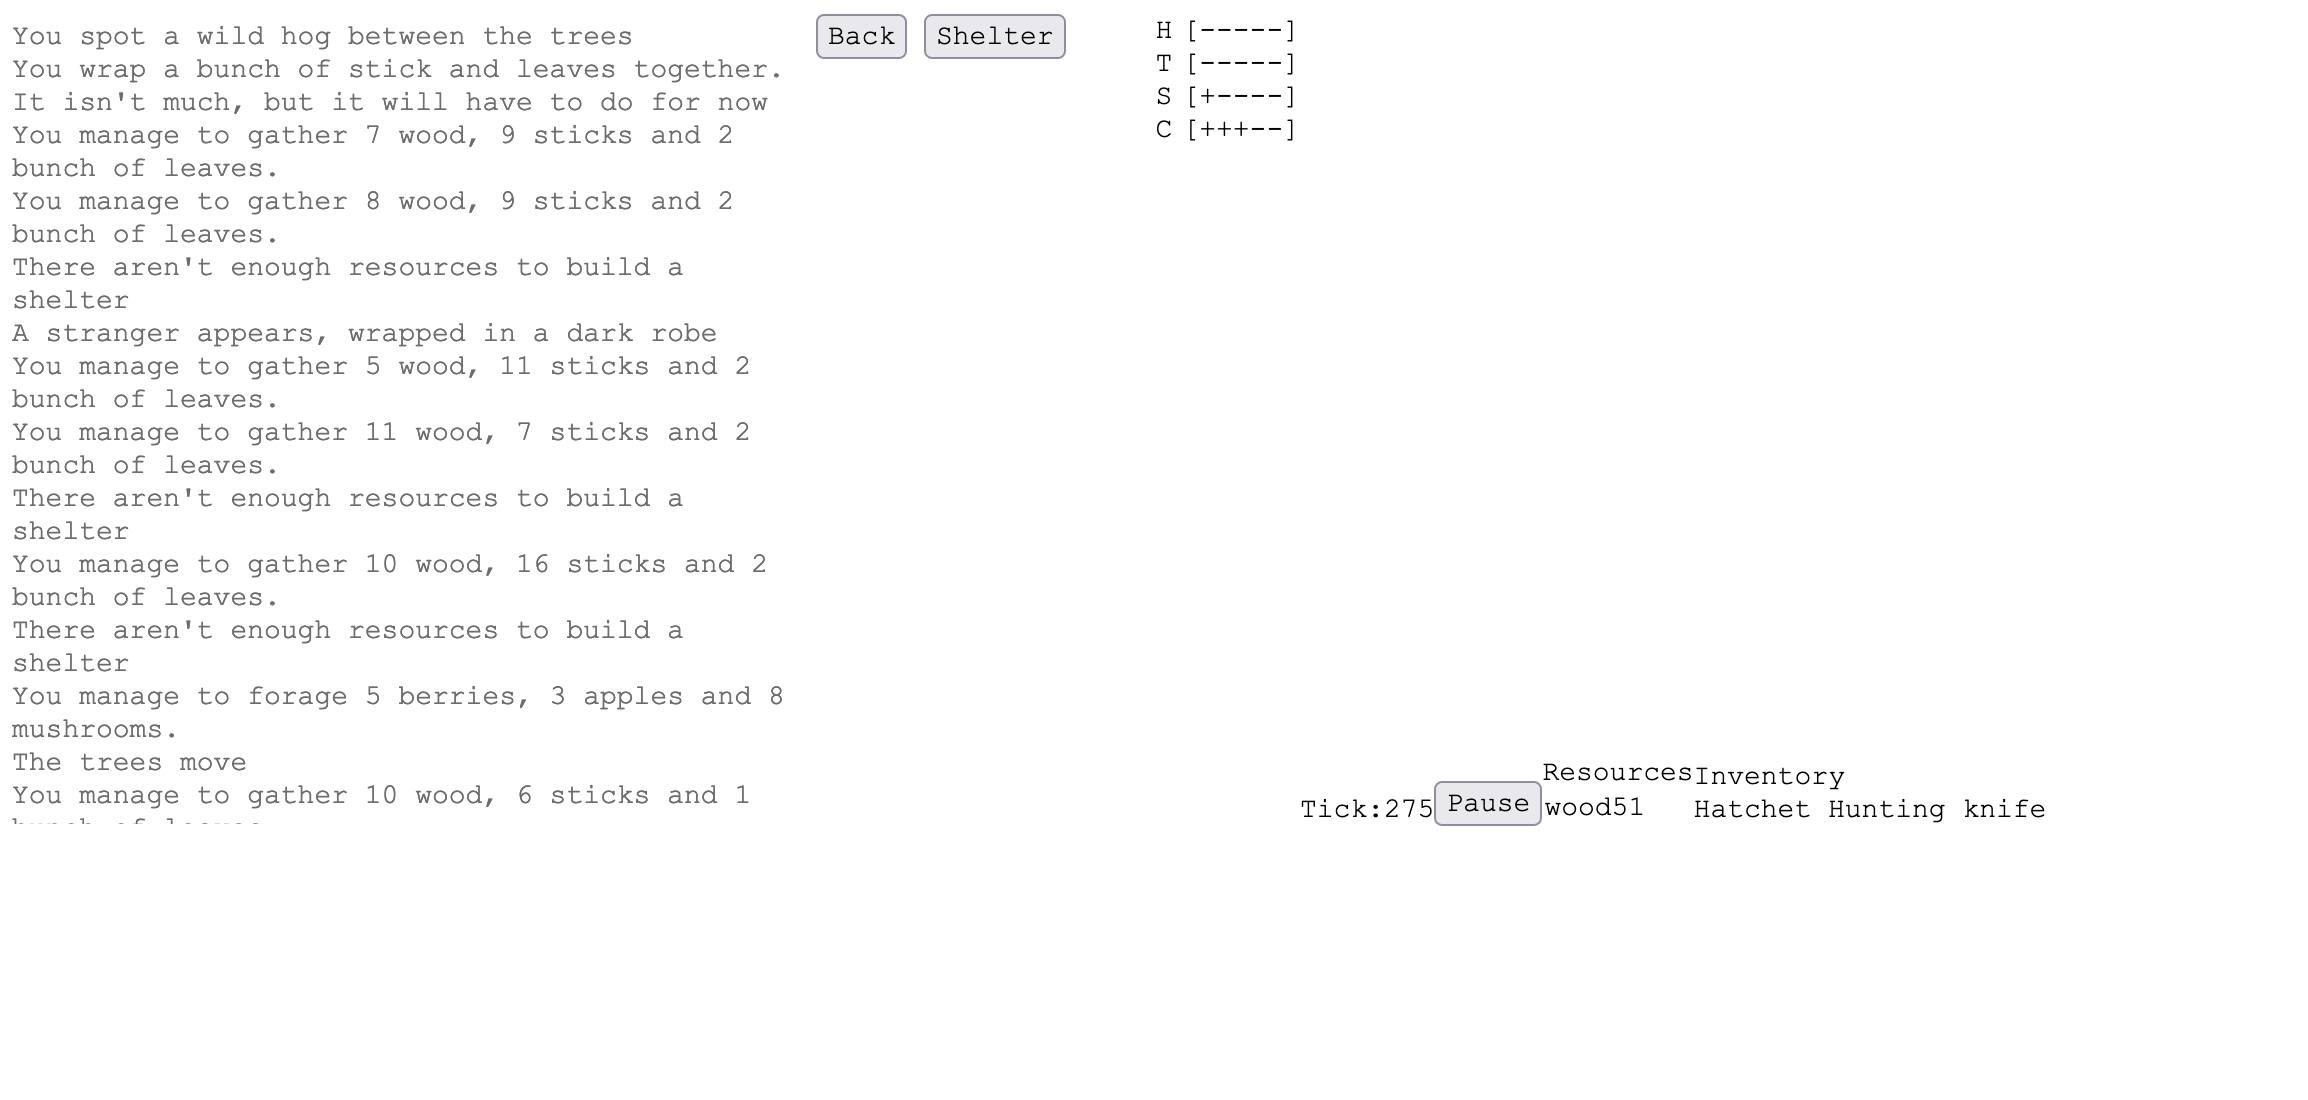 You spot a wild hog between the trees
You wrap a bunch of stick and leaves together.
It isn't much, but it will have to do for now
You manage to gather 7 wood, 9 sticks and 2
bunch of leaves.
You manage to gather 8 wood, 9 sticks and 2
bunch of leaves.
There aren't enough resources to build a
shelter
A stranger appears, wrapped in a dark robe
You manage to gather 5 wood, 11 sticks and 2
bunch of leaves.
You manage to gather 11 wood, 7 sticks and 2
bunch of leaves.
There aren't enough resources to build a
shelter
You manage to gather 10 wood, 16 sticks and 2
bunch of leaves.
There aren't enough resources to build a
shelter
You manage to forage 5 berries, 3 apples and 8
mushrooms.
The trees move
You manage to gather 10 wood, 6 sticks and 1
bunch of leaves
Back Shelter
H [-----]
T [-----]
S [+----]
C [+++--]
Tick:275 Pause
Resources
wood51
Inventory
Hatchet Hunting knife